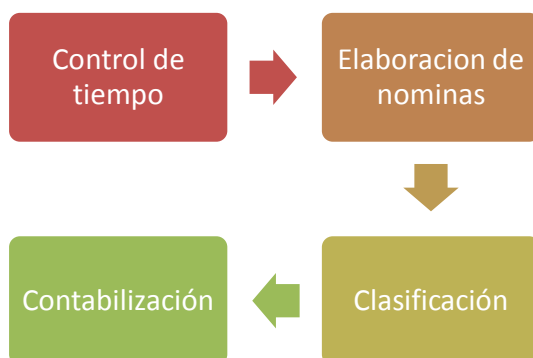 Control de
tiempo
Elaboracion de
nominas
Clasificación
Contabilización